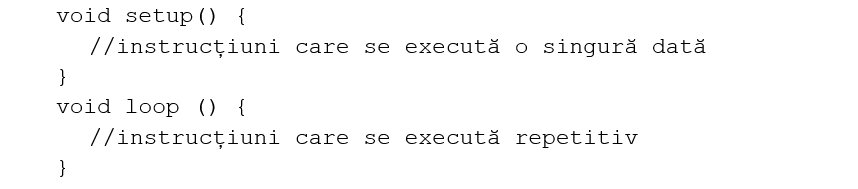 void setup() {
//instrucțiuni care se execută o singură dată
}
void loop () {
//instrucțiuni care se execută repetitiv
}